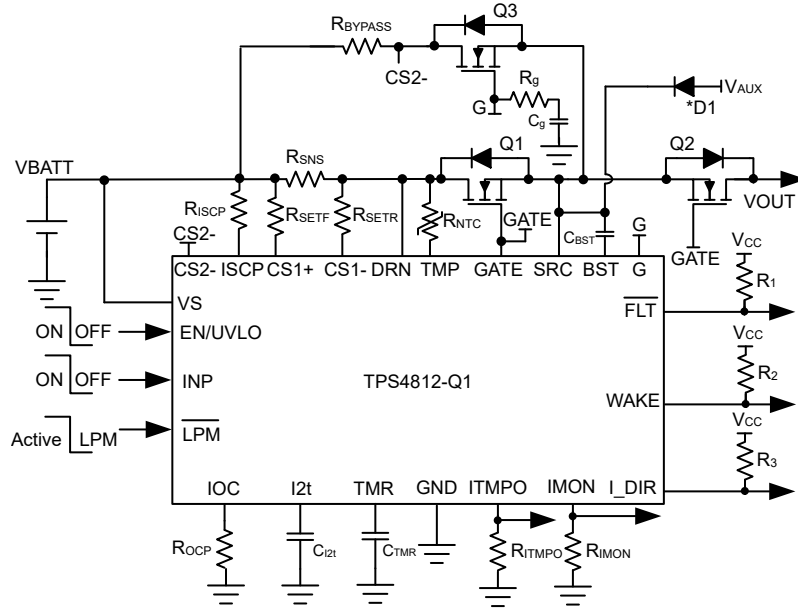 RBYPASS
Q3
CS2-
G
Rg
Cg
*D1
VAUX
VBATT
RSNS
Q1
Q2
VOUT
RISCP
RSETF
RSETR
RNTC
GATE
CBST
G
GATE
CS2-
CS2- ISCP CS1+ CS1- DRN TMP GATE SRC BST G
VS
ON OFF
EN/UVLO
ON OFF
INP
Active LPM
LPM
TPS4812-Q1
FLT
VCC
R1
WAKE
VCC
R2
I_DIR
VCC
R3
IOC I2t TMR GND ITMPO IMON
ROCP
CI2t
CTMR
RITMPO
RIMON